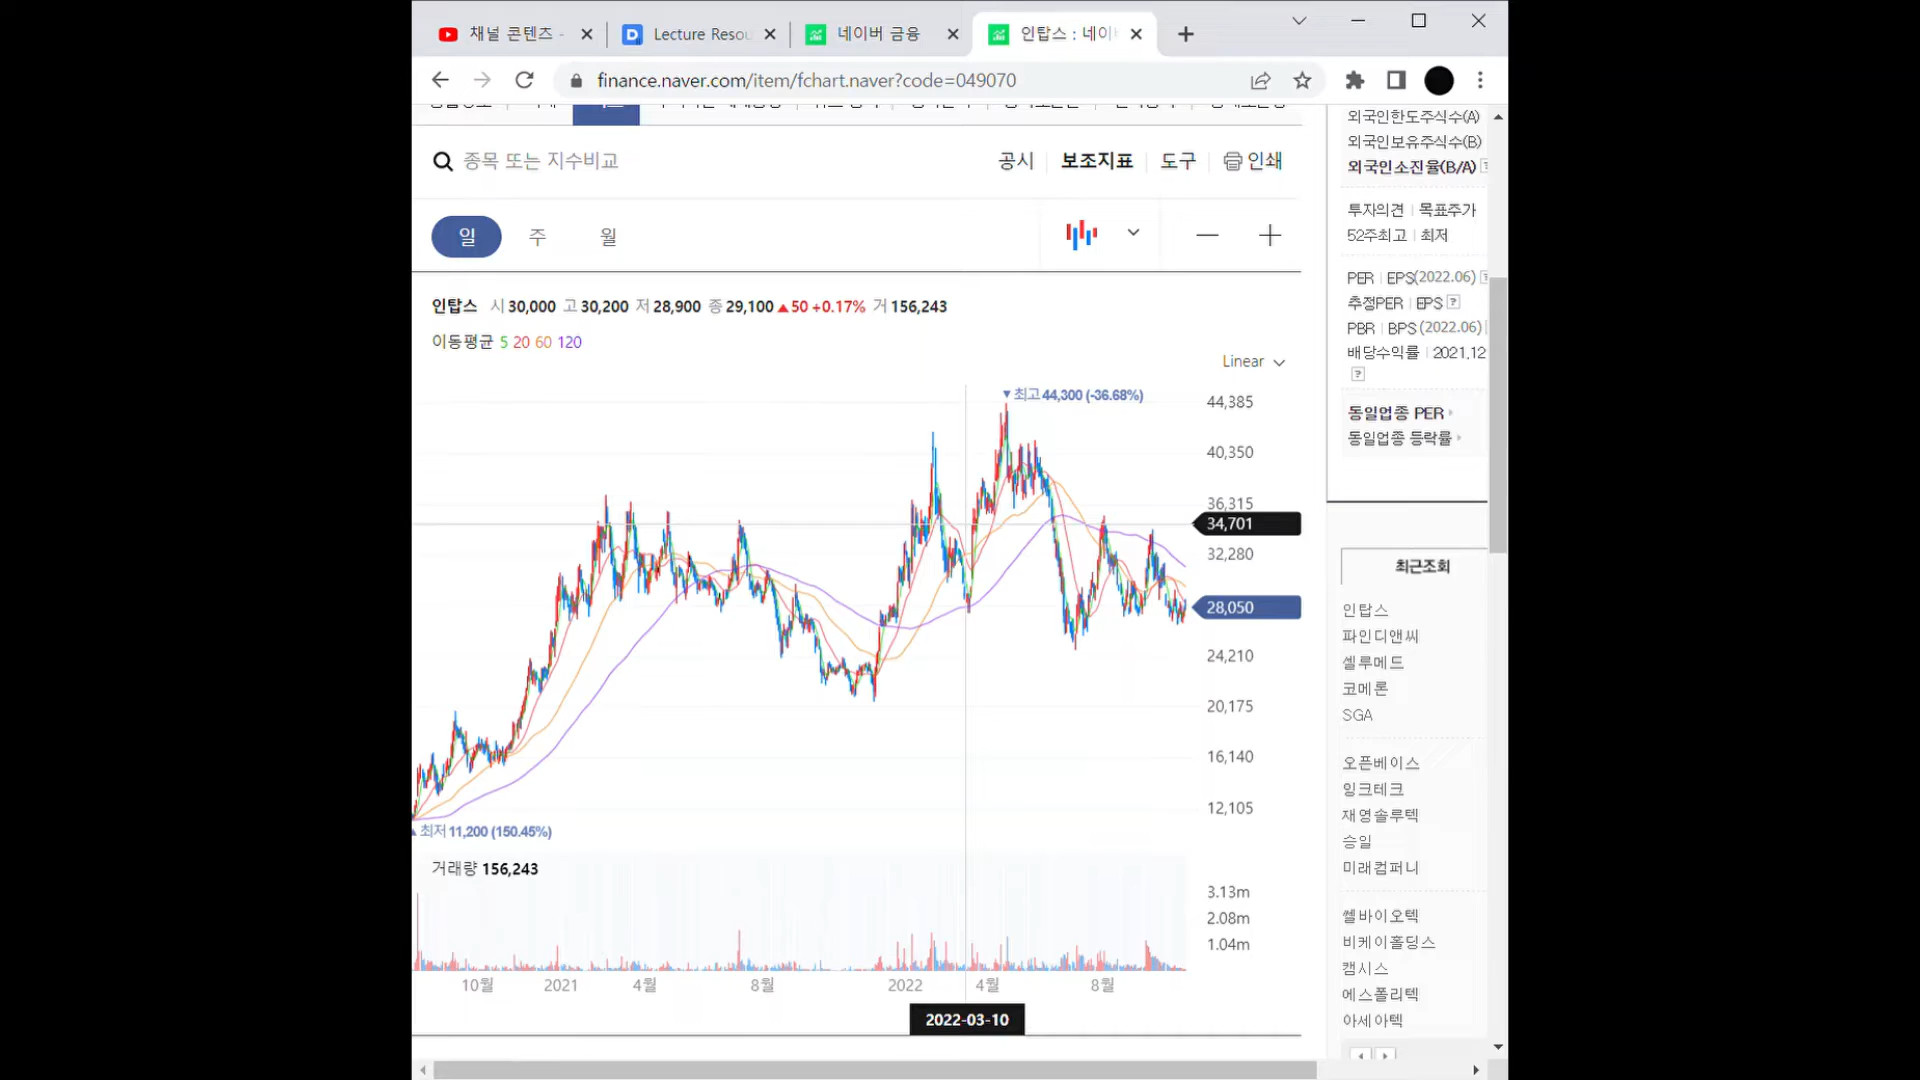 채널 콘텐츠 -
Lecture Resou
네이버 금융
인탑스 : 네이
finance.naver.com/item/fchart.naver?code=049070
종목 또는 지수비교
공시
보조지표
도구
인쇄
일
주
월
인탑스 시 30,000 고 30,200 저 28,900 종 29,100 ▲50 +0.17% 거 156,243
이동평균 5 20 60 120
Linear
▼최고 44,300 (-36.68%)
44,385
40,350
36,315
34,701
32,280
28,050
24,210
20,175
16,140
12,105
▲최저 11,200 (150.45%)
거래량 156,243
3.13m
2.08m
1.04m
10월
2021
4월
8월
2022
4월
8월
2022-03-10
외국인한도주식수(A)
외국인보유주식수(B)
외국인소진율(B/A) ?
투자의견 | 목표주가
52주최고 | 최저
PER | EPS(2022.06) ?
추정PER | EPS ?
PBR | BPS (2022.06)
배당수익률 | 2021.12
?
동일업종 PER
동일업종 등락률
최근조회
인탑스
파인디앤씨
셀루메드
코메론
SGA
오픈베이스
잉크테크
재영솔루텍
승일
미래컴퍼니
쎌바이오텍
비케이홀딩스
캠시스
에스폴리텍
아세아텍